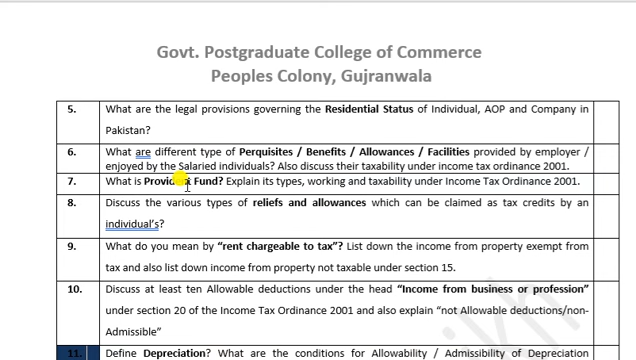 Govt. Postgraduate College of Commerce
Peoples Colony, Gujranwala
5. What are the legal provisions governing the Residential Status of Individual, AOP and Company in
Pakistan?
6. What are different type of Perquisites / Benefits / Allowances / Facilities provided by employer /
enjoyed by the Salaried individuals? Also discuss their taxability under income tax ordinance 2001.
7. What is Provident Fund? Explain its types, working and taxability under Income Tax Ordinance 2001.
8. Discuss the various types of reliefs and allowances which can be claimed as tax credits by an
individual's?
9. What do you mean by "rent chargeable to tax"? List down the income from property exempt from
tax and also list down income from property not taxable under section 15.
10. Discuss at least ten Allowable deductions under the head "Income from business or profession"
under section 20 of the Income Tax Ordinance 2001 and also explain "not Allowable deductions/non-
Admissible"
11. Define Depreciation? What are the conditions for Allowability / Admissibility of Depreciation